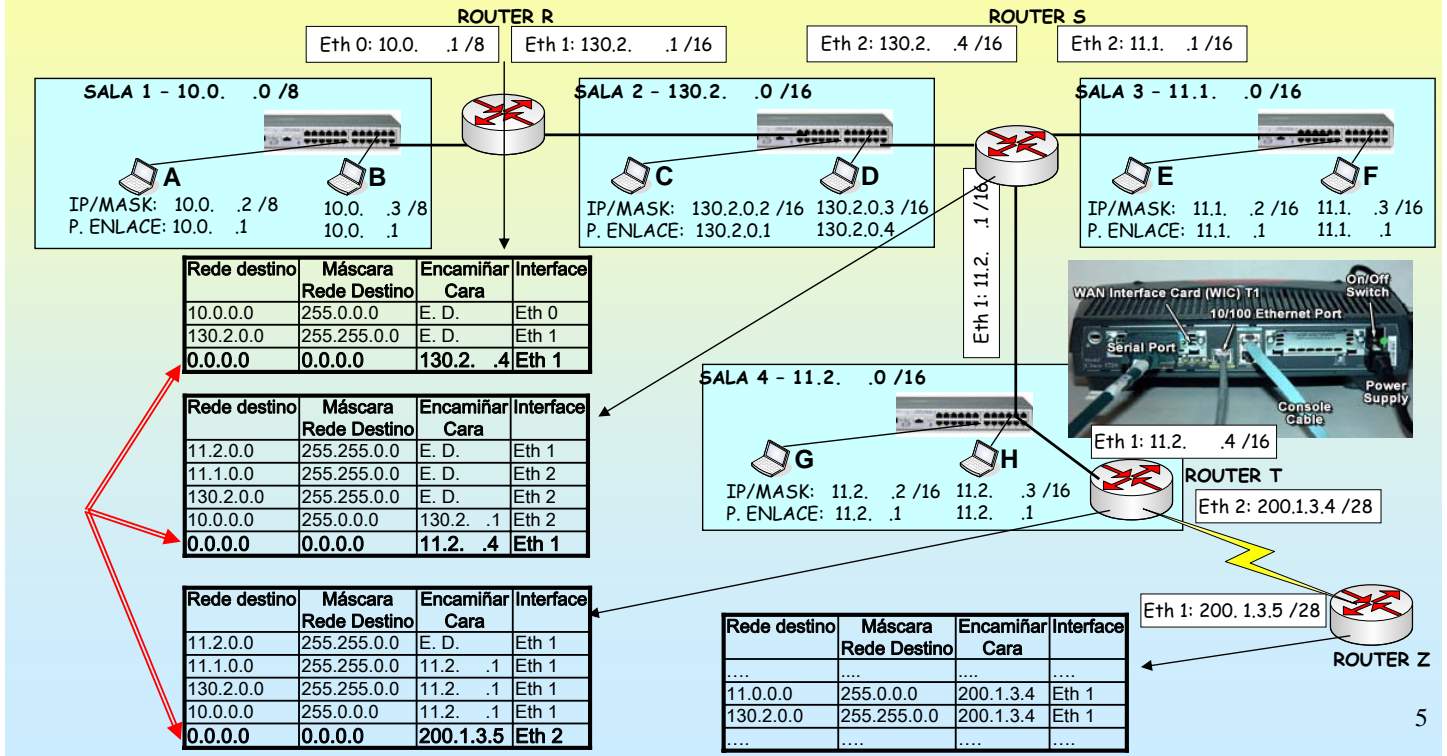 ROUTER R
ROUTER S
Eth 0: 10.0. .1 /8
Eth 1: 130.2. .1 /16
Eth 2: 130.2. .4 /16
Eth 2: 11.1. .1 /16
SALA 1 – 10.0. .0 /8
SALA 2 – 130.2. .0 /16
SALA 3 – 11.1. .0 /16
A
B
C
D
E
F
IP/MASK: 10.0. .2 /8 10.0. .3 /8
P. ENLACE: 10.0. .1 10.0. .1
IP/MASK: 130.2.0.2 /16 130.2.0.3 /16
P. ENLACE: 130.2.0.1 130.2.0.4
IP/MASK: 11.1. .2 /16 11.1. .3 /16
P. ENLACE: 11.1. .1 11.1. .1
Eth 1: 11.2. .1 /16
Rede destino Máscara Encamiñar Interface
Rede Destino Cara
10.0.0.0 255.0.0.0 E. D. Eth 0
130.2.0.0 255.255.0.0 E. D. Eth 1
0.0.0.0 0.0.0.0 130.2. .4 Eth 1
On/Off
Switch
WAN Interface Card (WIC) T1
10/100 Ethernet Port
Serial Port
Power
Supply
Console
Cable
SALA 4 – 11.2. .0 /16
G
H
IP/MASK: 11.2. .2 /16 11.2. .3 /16
P. ENLACE: 11.2. .1 11.2. .1
Eth 1: 11.2. .4 /16
ROUTER T
Eth 2: 200.1.3.4 /28
Rede destino Máscara Encamiñar Interface
Rede Destino Cara
11.2.0.0 255.255.0.0 E. D. Eth 1
11.1.0.0 255.255.0.0 E. D. Eth 2
130.2.0.0 255.255.0.0 E. D. Eth 2
10.0.0.0 255.0.0.0 130.2. .1 Eth 2
0.0.0.0 0.0.0.0 11.2. .4 Eth 1
Rede destino Máscara Encamiñar Interface
Rede Destino Cara
11.2.0.0 255.255.0.0 E. D. Eth 1
11.1.0.0 255.255.0.0 11.2. .1 Eth 1
130.2.0.0 255.255.0.0 11.2. .1 Eth 1
10.0.0.0 255.0.0.0 11.2. .1 Eth 1
0.0.0.0 0.0.0.0 200.1.3.5 Eth 2
Eth 1: 200. 1.3.5 /28
ROUTER Z
Rede destino Máscara Encamiñar Interface
Rede Destino Cara
.... .... .... ....
11.0.0.0 255.0.0.0 200.1.3.4 Eth 1
130.2.0.0 255.255.0.0 200.1.3.4 Eth 1
.... .... .... ....
5